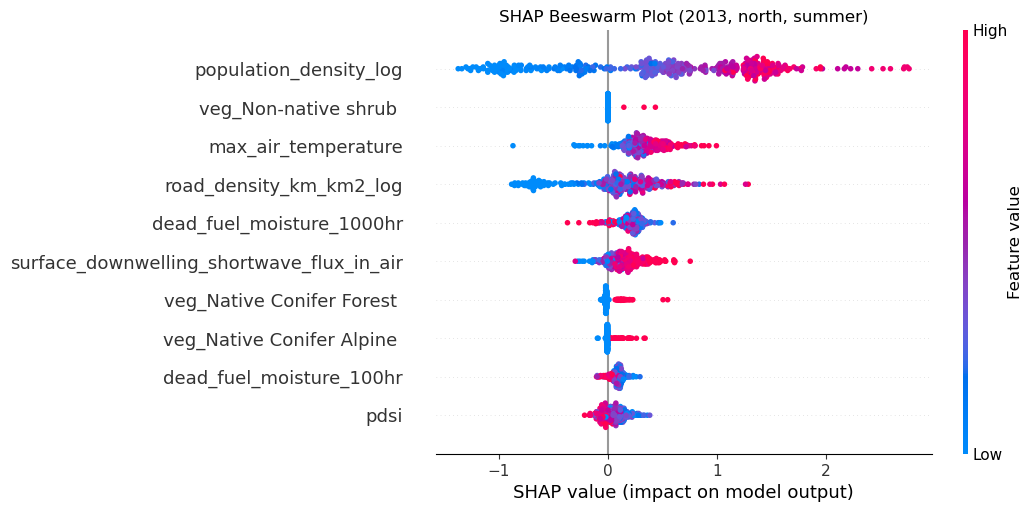 SHAP Beeswarm Plot (2013, north, summer)
High
population_density_log
veg_Non-native shrub
max_air_temperature
road_density_km_km2_log
dead_fuel_moisture_1000hr
surface_downwelling_shortwave_flux_in_air
veg_Native Conifer Forest
veg_Native Conifer Alpine
dead_fuel_moisture_100hr
pdsi
Feature value
Low
−1 0 1 2
SHAP value (impact on model output)